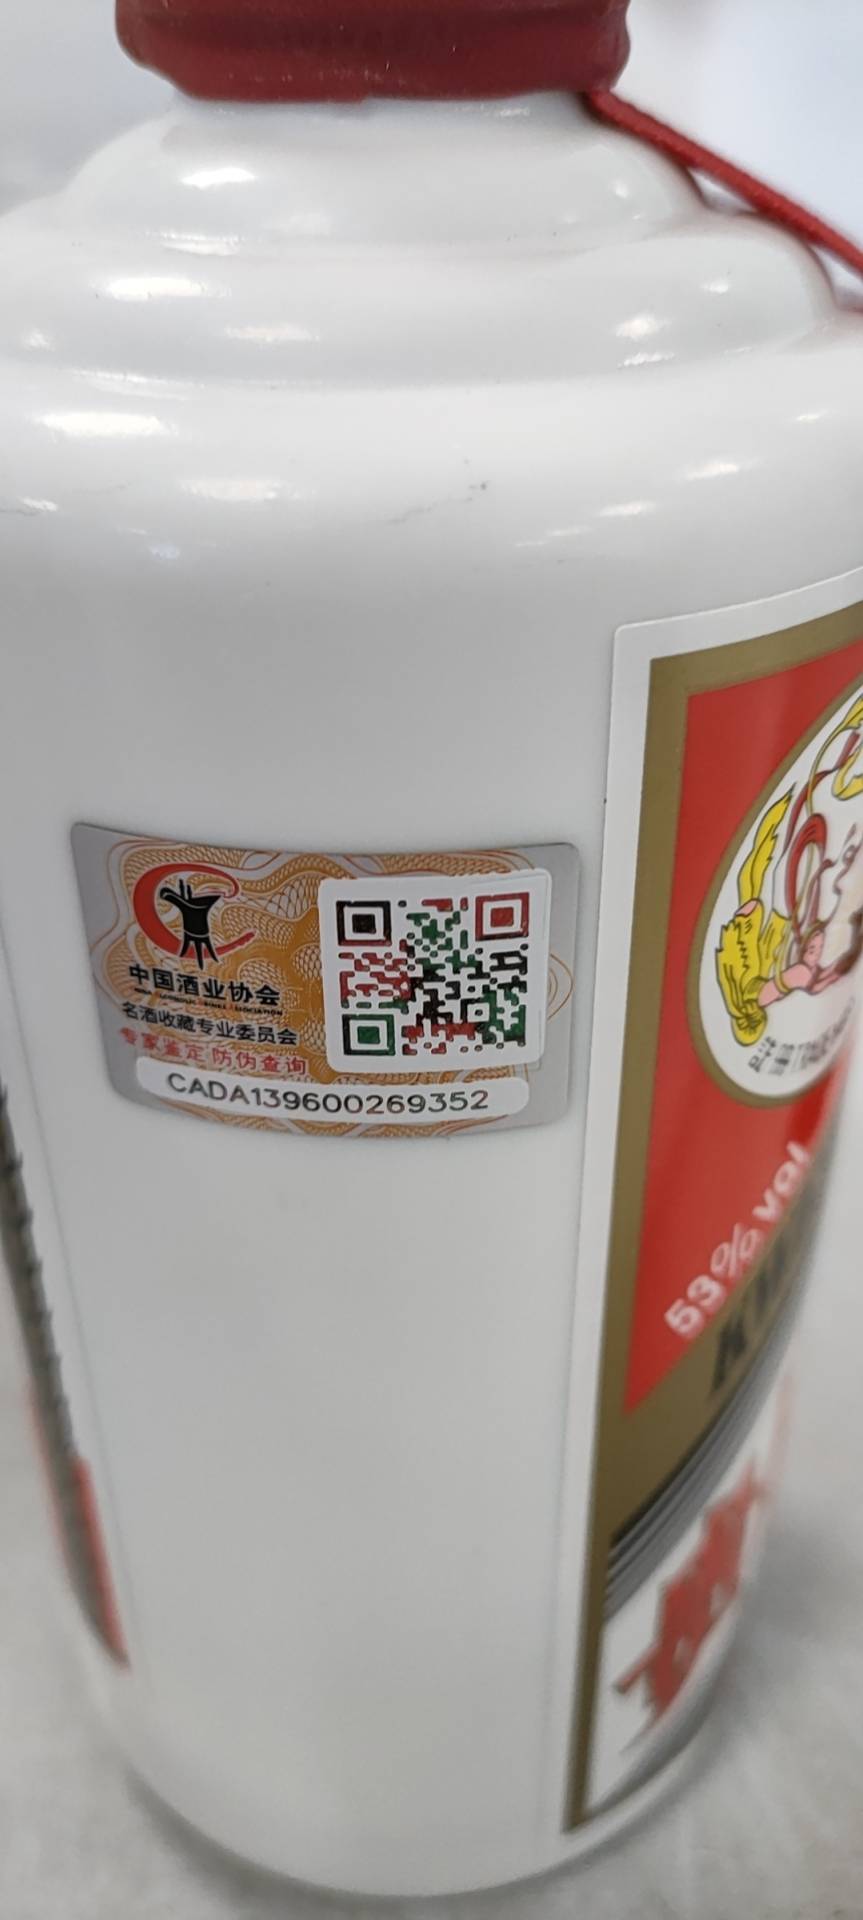 中国酒业协会
名酒收藏专业委员会
专家鉴定 防伪查询
CADA139600269352
53% vol